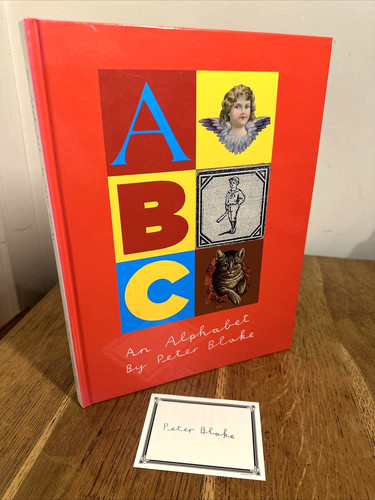 A
B
C
An Alphabet
By Peter Blake
Peter Blake